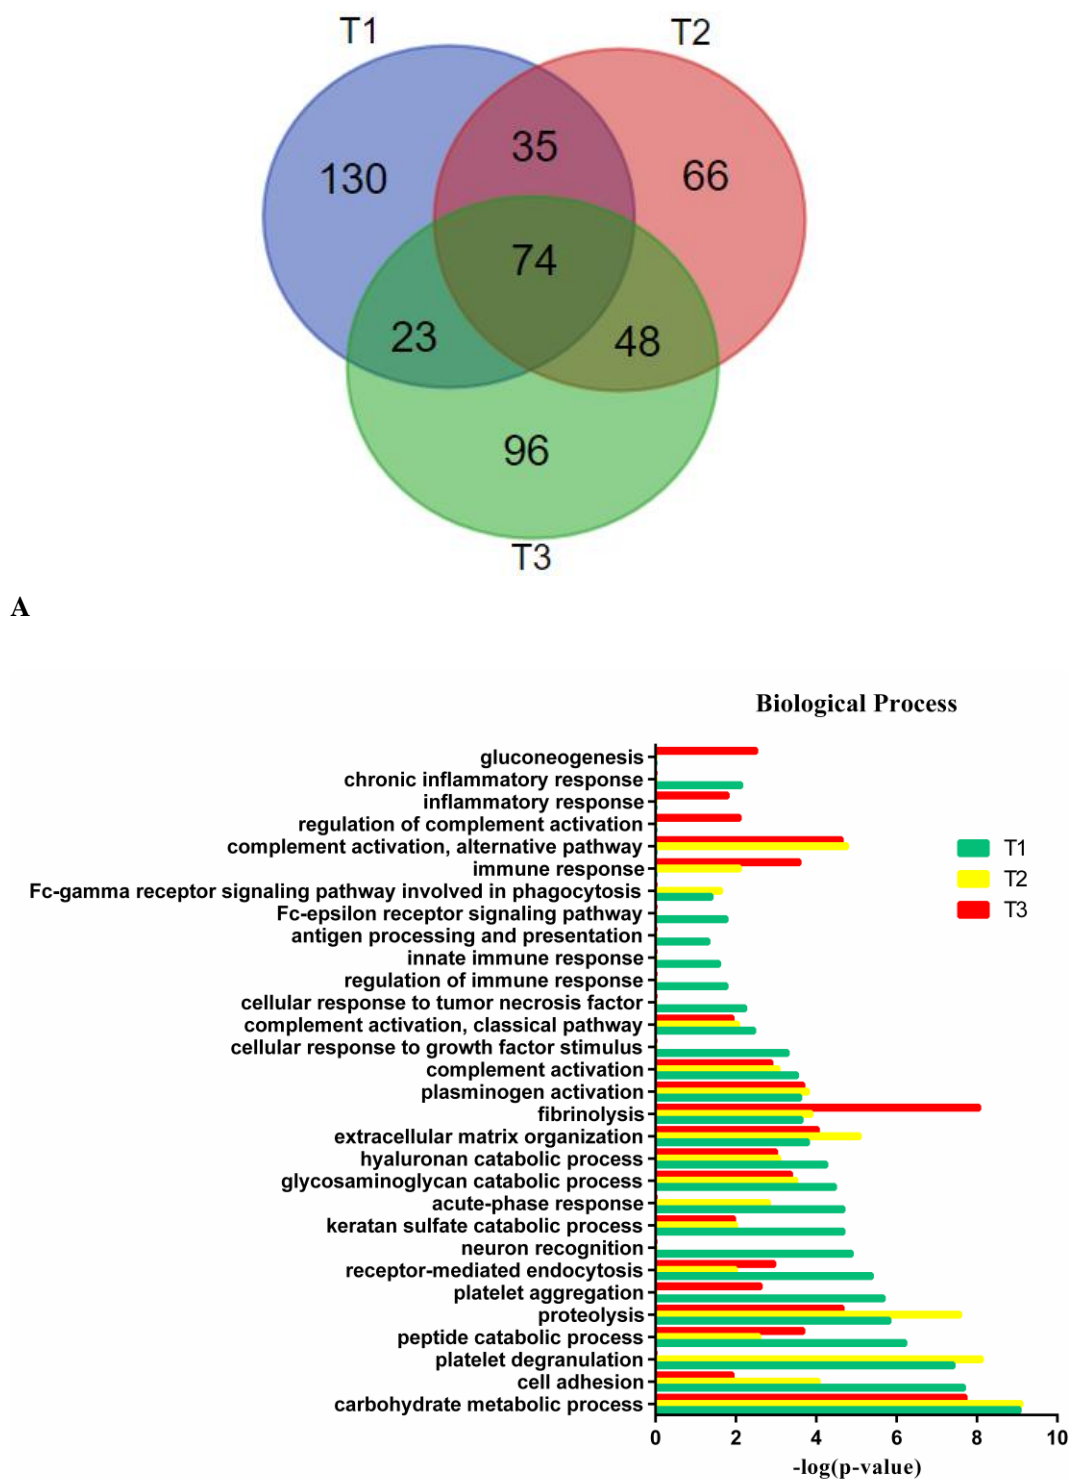 T1
T2
35
130
66
74
23
48
96
T3
A
Biological Process
gluconeogenesis
chronic inflammatory response
inflammatory response
regulation of complement activation
complement activation, alternative pathway
immune response
Fc-gamma receptor signaling pathway involved in phagocytosis
Fc-epsilon receptor signaling pathway
antigen processing and presentation
innate immune response
regulation of immune response
cellular response to tumor necrosis factor
complement activation, classical pathway
cellular response to growth factor stimulus
complement activation
plasminogen activation
fibrinolysis
extracellular matrix organization
hyaluronan catabolic process
glycosaminoglycan catabolic process
acute-phase response
keratan sulfate catabolic process
neuron recognition
receptor-mediated endocytosis
platelet aggregation
proteolysis
peptide catabolic process
platelet degranulation
cell adhesion
carbohydrate metabolic process
T1
T2
T3
0 2 4 6 8 10
-log(p-value)